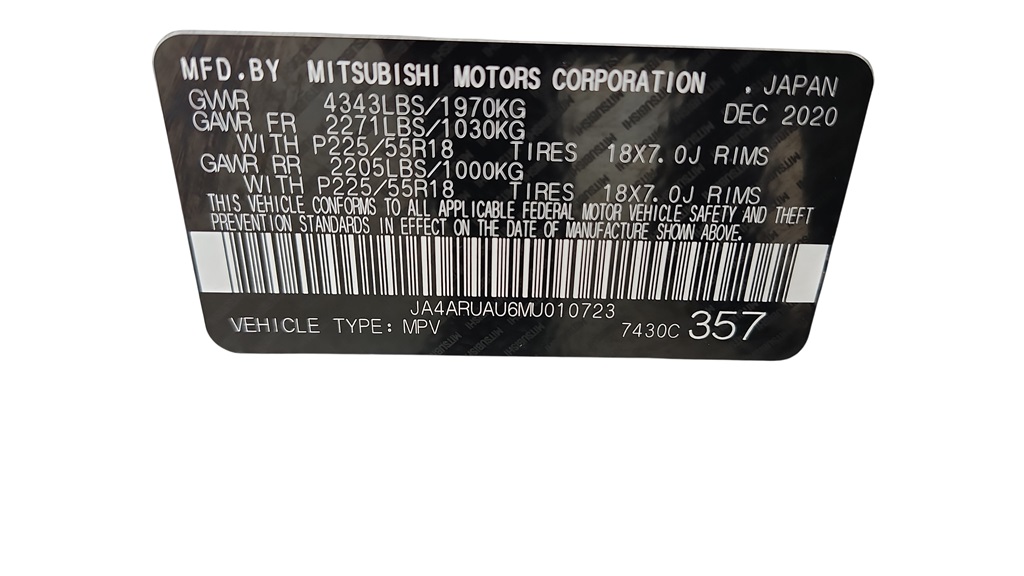 MFD.BY MITSUBISHI MOTORS CORPORATION . JAPAN
GVWR 4343LBS/1970KG DEC 2020
GAWR FR 2271LBS/1030KG
WITH P225/55R18 TIRES 18X7.0J RIMS
GAWR RR 2205LBS/1000KG
WITH P225/55R18 TIRES 18X7.0J RIMS
THIS VEHICLE CONFORMS TO ALL APPLICABLE FEDERAL MOTOR VEHICLE SAFETY AND THEFT
PREVENTION STANDARDS IN EFFECT ON THE DATE OF MANUFACTURE SHOWN ABOVE.
JA4ARUAU6MU010723
VEHICLE TYPE: MPV 7430C 357